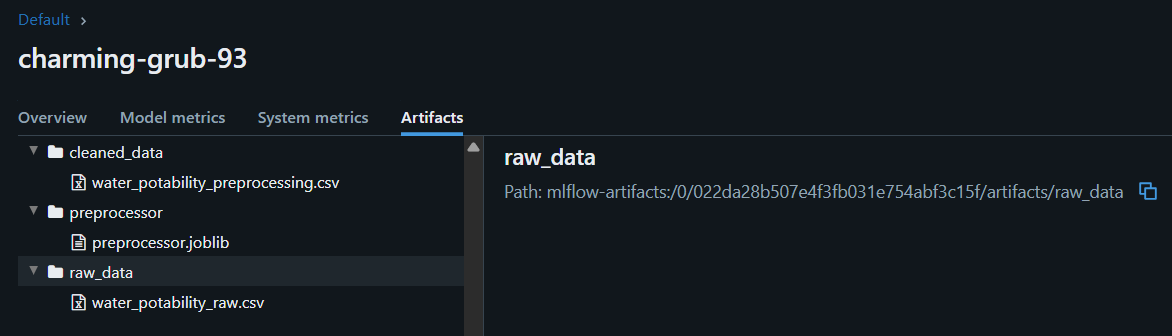 Default
charming-grub-93
Overview Model metrics System metrics Artifacts
cleaned_data
water_potability_preprocessing.csv
preprocessor
preprocessor.joblib
raw_data
water_potability_raw.csv
raw_data
Path: mlflow-artifacts:/0/022da28b507e4f3fb031e754abf3c15f/artifacts/raw_data